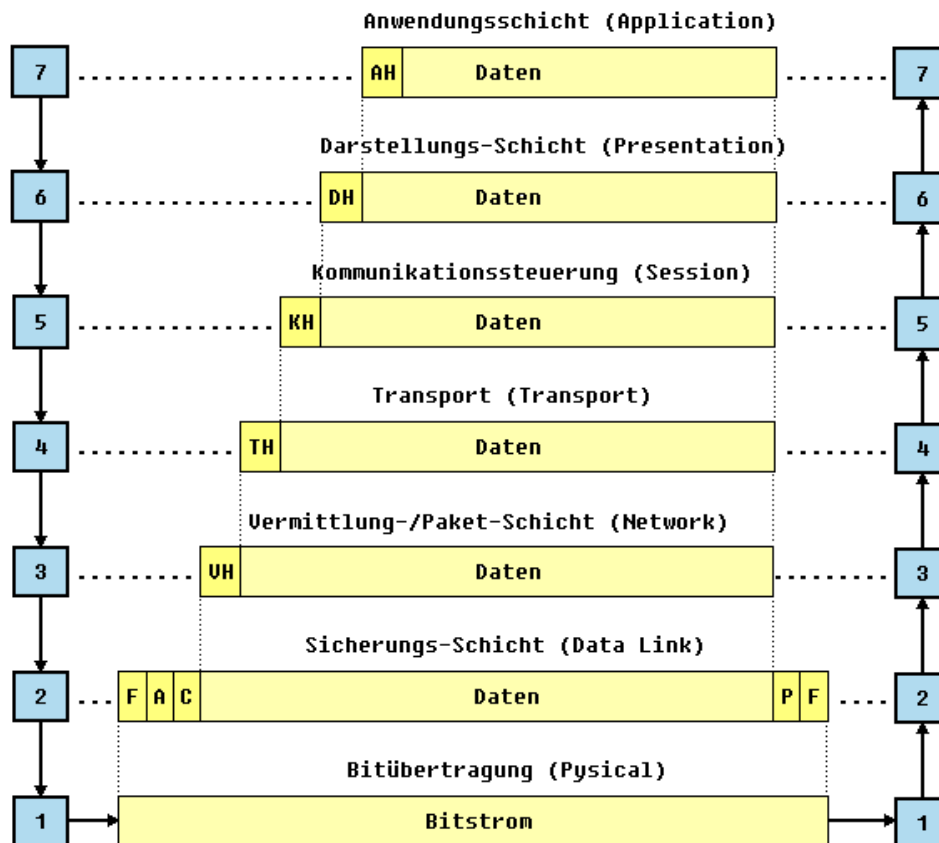 Anwendungsschicht (Application)
7 AH Daten 7
Darstellungs-Schicht (Presentation)
6 DH Daten 6
Kommunikationssteuerung (Session)
5 KH Daten 5
Transport (Transport)
4 TH Daten 4
Vermittlung-/Paket-Schicht (Network)
3 VH Daten 3
Sicherungs-Schicht (Data Link)
2 F A C Daten P F 2
Bitübertragung (Pysical)
1 Bitstrom 1